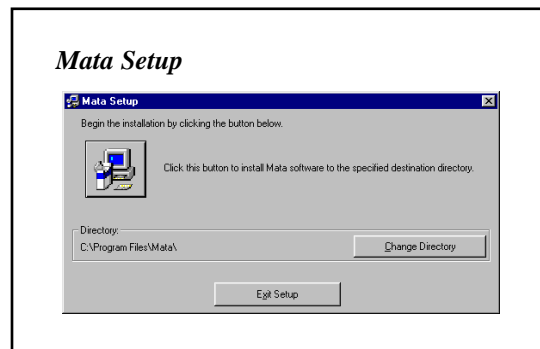 Mata Setup
Mata Setup
Begin the installation by clicking the button below.
Click this button to install Mata software to the specified destination directory.
Directory:
C:\Program Files\Mata\
Change Directory
Exit Setup